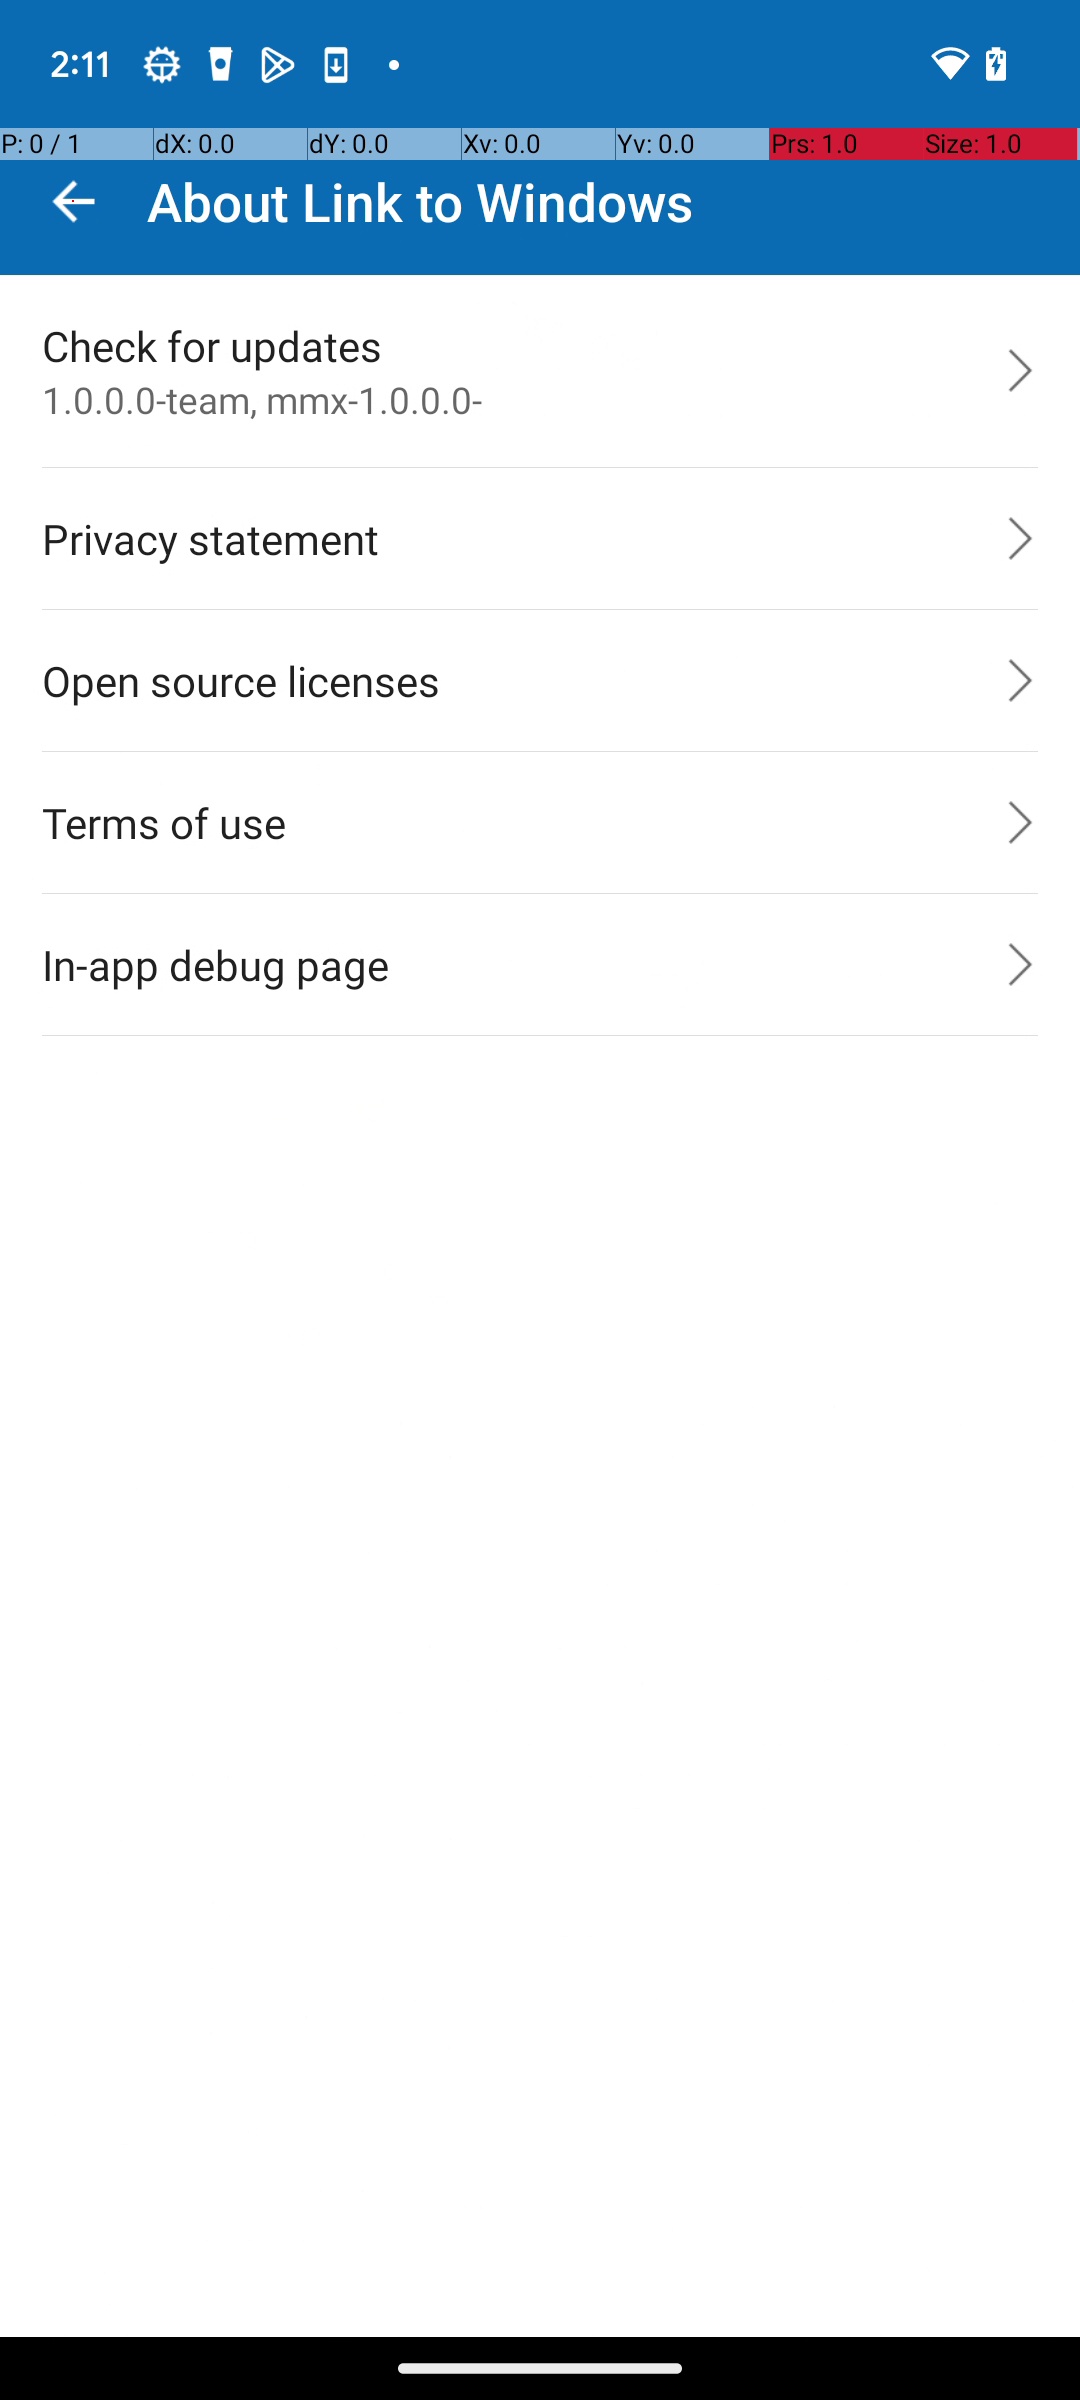 2:11
P: 0 / 1 dX: 0.0 dY: 0.0 Xv: 0.0 Yv: 0.0 Prs: 1.0 Size: 1.0
About Link to Windows
Check for updates
1.0.0.0-team, mmx-1.0.0.0-
Privacy statement
Open source licenses
Terms of use
In-app debug page